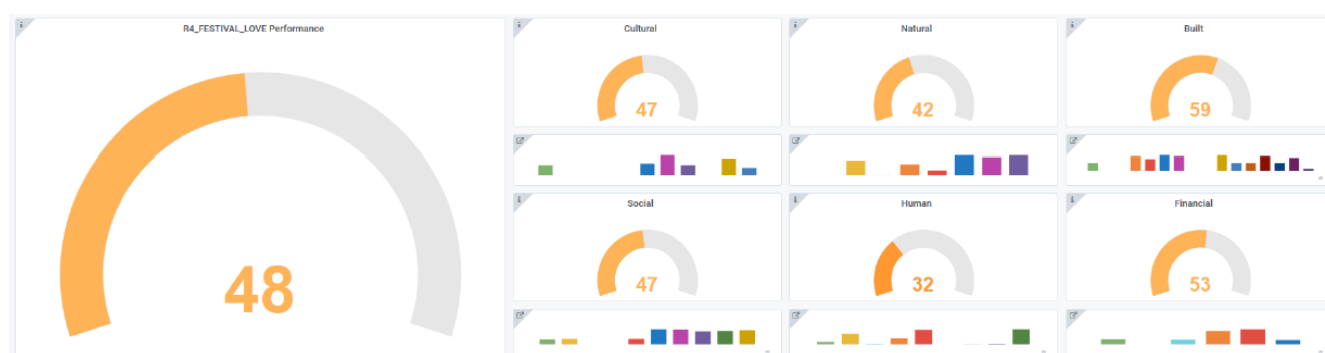 R4_FESTIVAL_LOVE Performance
48
Cultural
47
Natural
42
Built
59
Social
47
Human
32
Financial
53